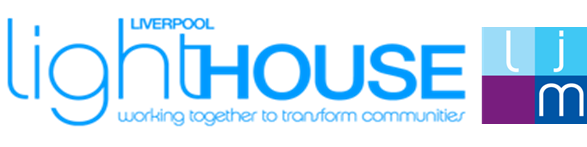 LIVERPOOL
lightHOUSE
working together to transform communities
l j
m